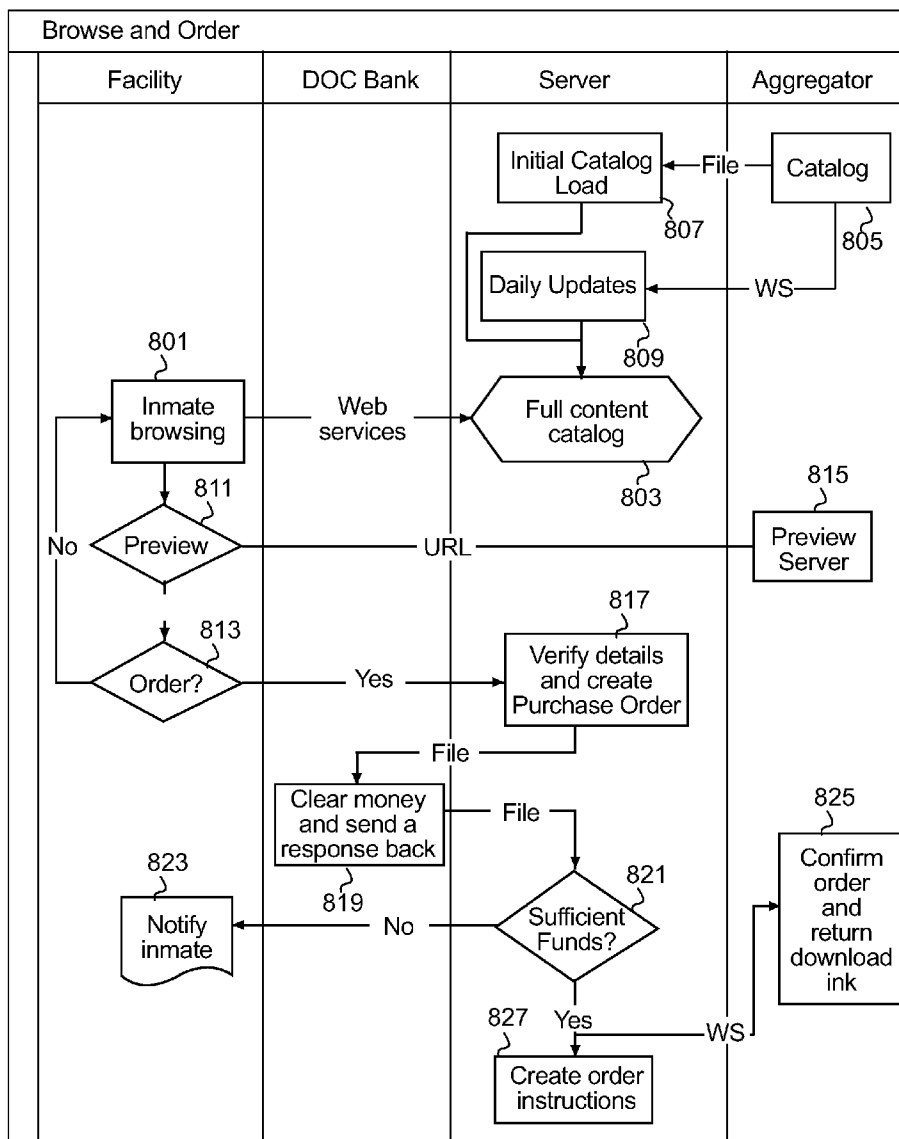 Browse and Order
Facility
DOC Bank
Server
Aggregator
Initial Catalog
Load
807
File
Catalog
805
Daily Updates
809
WS
801
Inmate
browsing
Web
services
Full content
catalog
803
811
Preview
No
URL
815
Preview
Server
813
Order?
Yes
817
Verify details
and create
Purchase Order
File
Clear money
and send a
response back
819
File
821
Sufficient
Funds?
No
823
Notify
inmate
825
Confirm
order
and
return
download
ink
Yes
WS
827
Create order
instructions